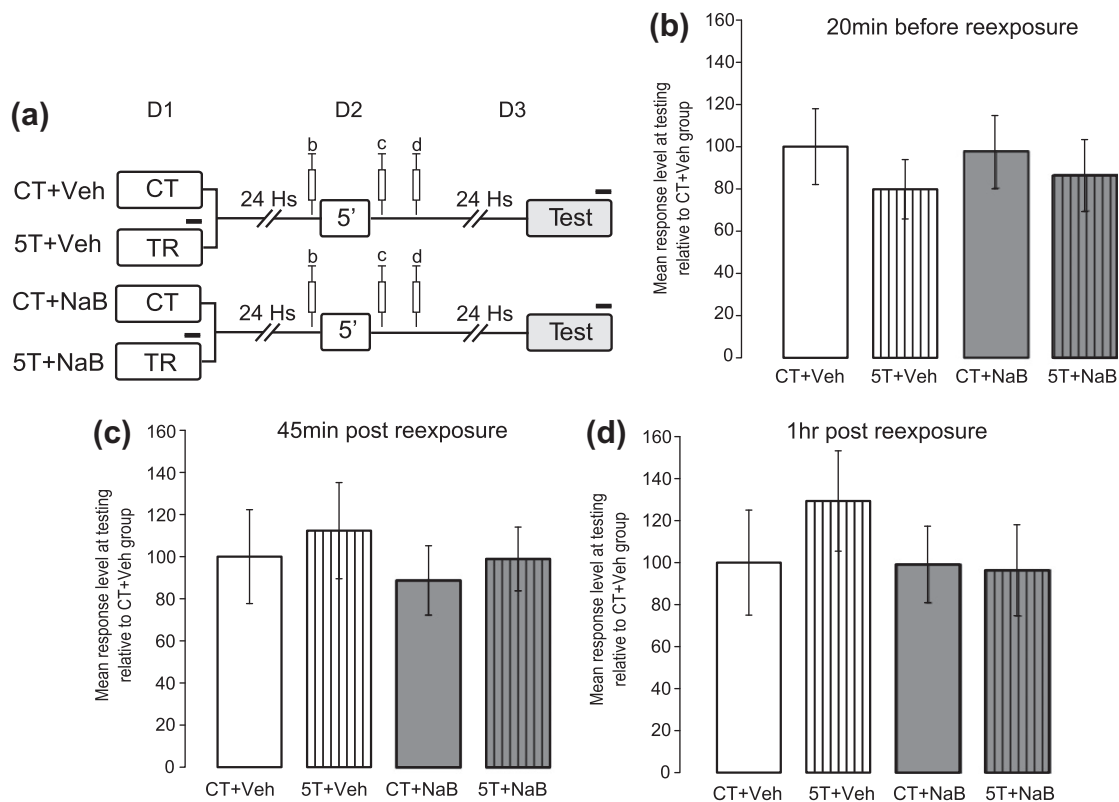 (a)
D1 D2 D3
b c d
CT+Veh CT 24 Hs 5’ 24 Hs Test
5T+Veh TR
b c d
CT+NaB CT 24 Hs 5’ 24 Hs Test
5T+NaB TR
(b) 20min before reexposure
Mean response level at testing
relative to CT+Veh group
160
140
120
100
80
60
40
20
0
CT+Veh 5T+Veh CT+NaB 5T+NaB
(c) 45min post reexposure
Mean response level at testing
relative to CT+Veh group
160
140
120
100
80
60
40
20
0
CT+Veh 5T+Veh CT+NaB 5T+NaB
(d) 1hr post reexposure
Mean response level at testing
relative to CT+Veh group
160
140
120
100
80
60
40
20
0
CT+Veh 5T+Veh CT+NaB 5T+NaB